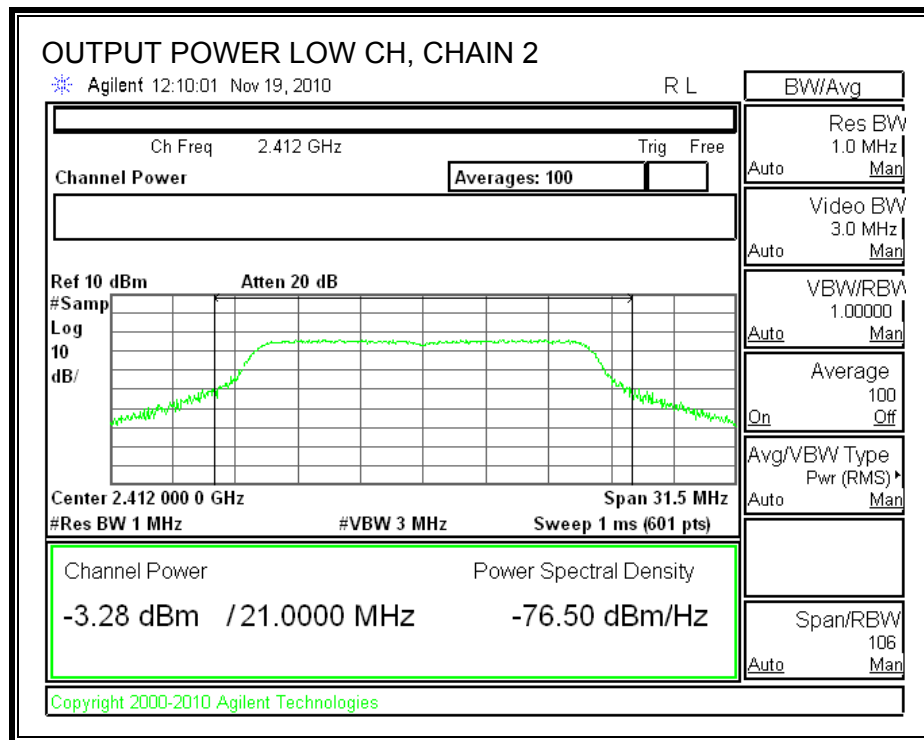 OUTPUT POWER LOW CH, CHAIN 2
Agilent 12:10:01 Nov 19, 2010 R L
Ch Freq 2.412 GHz Trig Free
Channel Power Averages: 100
Ref 10 dBm Atten 20 dB
#Samp
Log
10
dB/
Center 2.412 000 0 GHz Span 31.5 MHz
#Res BW 1 MHz #VBW 3 MHz Sweep 1 ms (601 pts)
Channel Power Power Spectral Density
-3.28 dBm / 21.0000 MHz -76.50 dBm/Hz
Copyright 2000-2010 Agilent Technologies
BW/Avg
Res BW
1.0 MHz
Auto Man
Video BW
3.0 MHz
Auto Man
VBW/RBW
1.00000
Auto Man
Average
100
On Off
Avg/VBW Type
Pwr (RMS)
Auto Man
Span/RBW
106
Auto Man